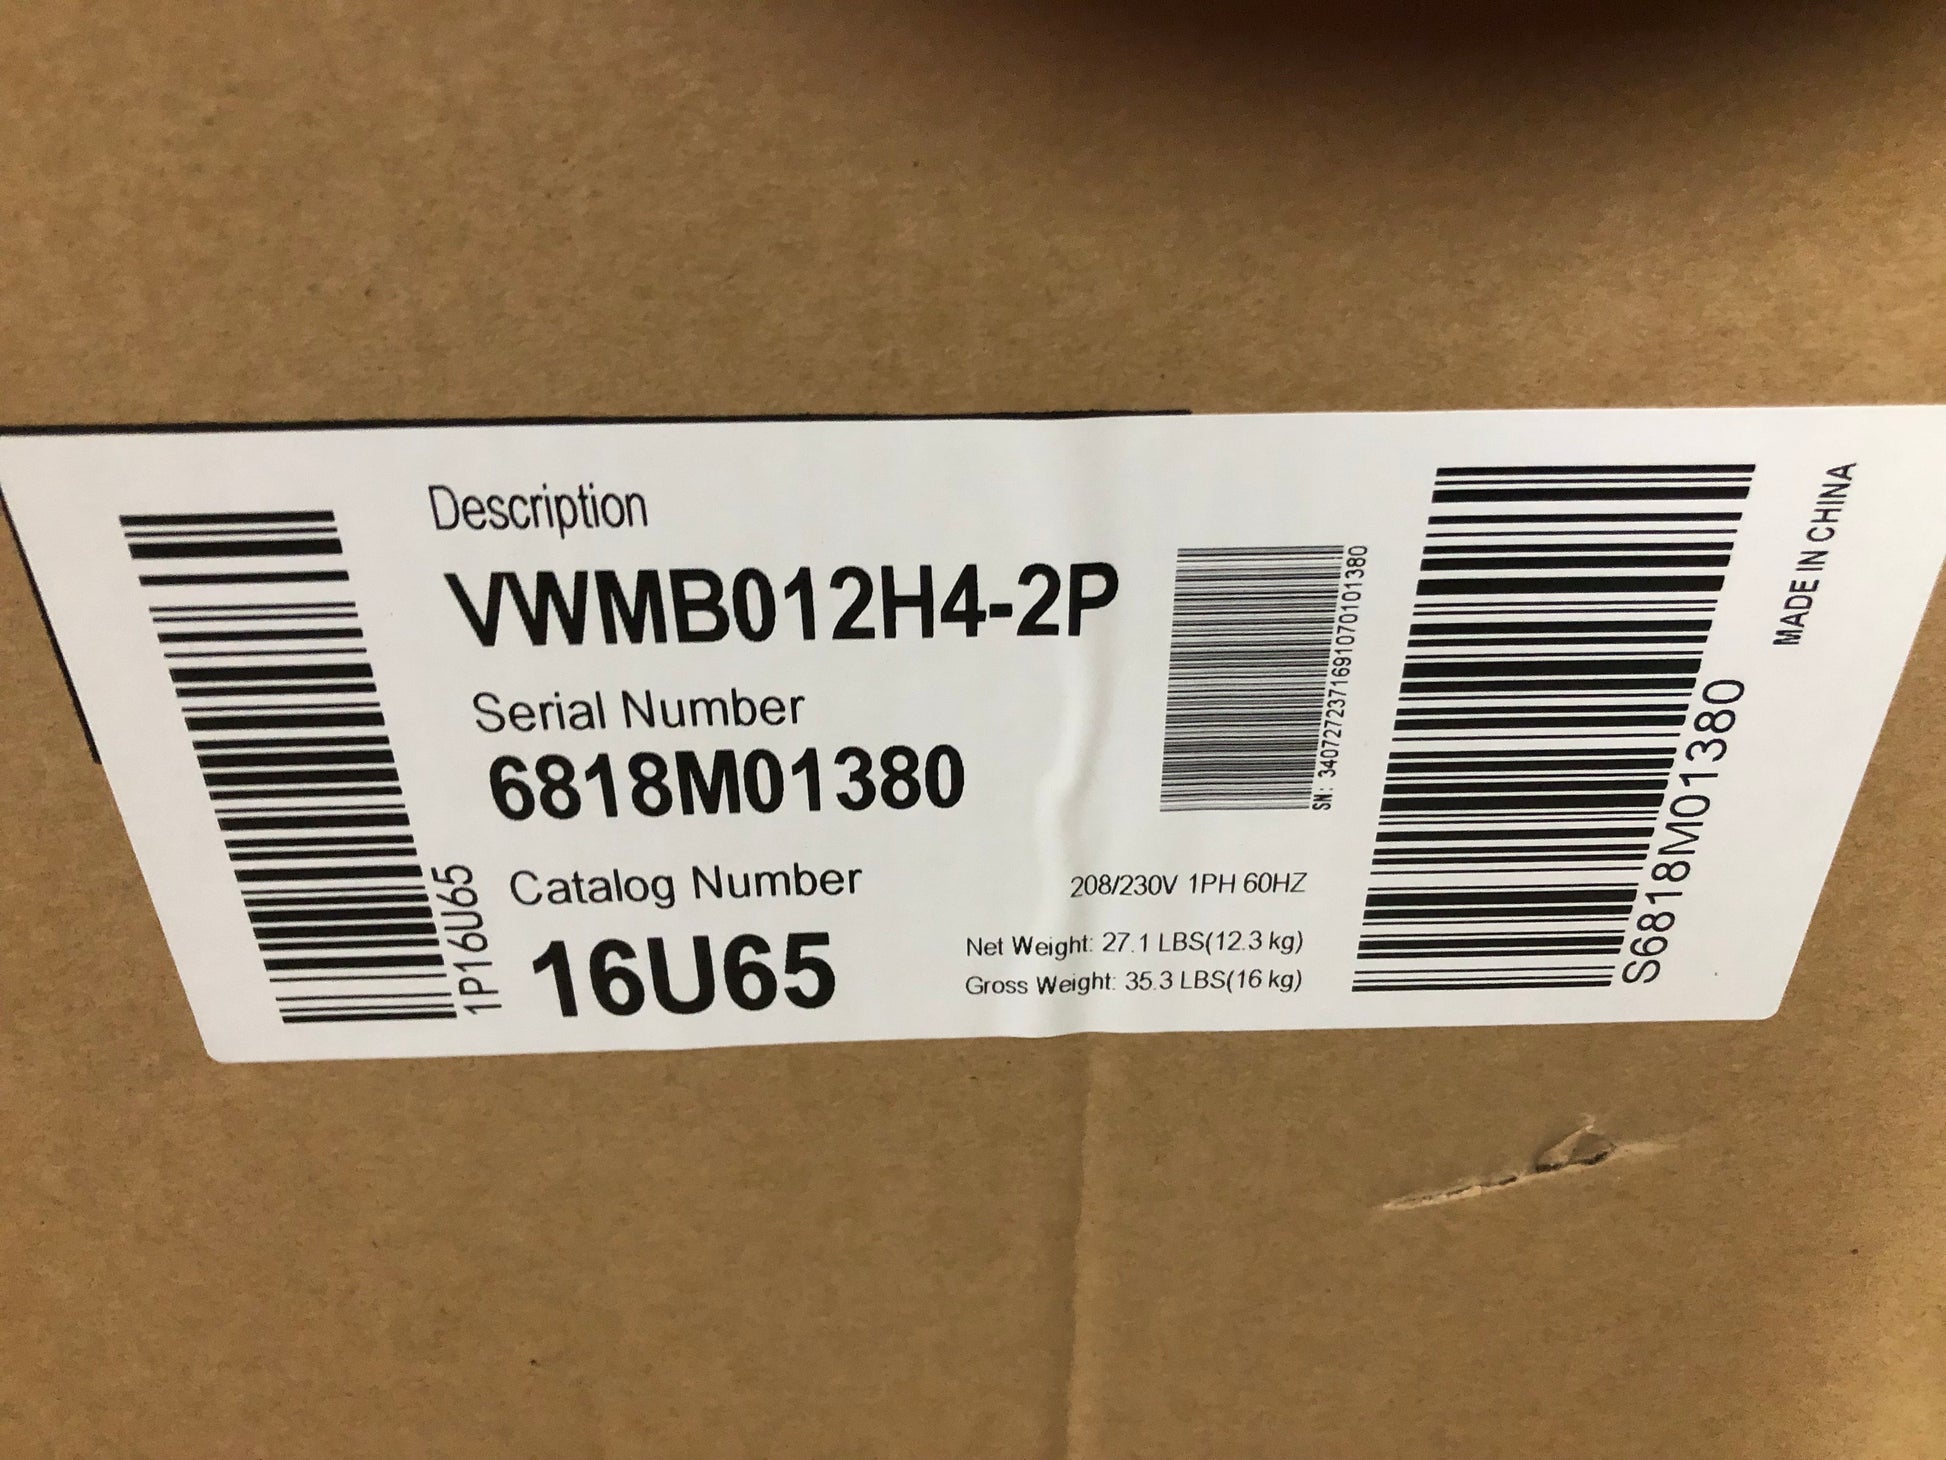 Description
VWMB012H4-2P
Serial Number
6818M01380
Catalog Number
16U65
1P16U65
SN: 3407272371691070101380
208/230V 1PH 60HZ
Net Weight: 27.1 LBS(12.3 kg)
Gross Weight: 35.3 LBS(16 kg)
S6818M01380
MADE IN CHINA